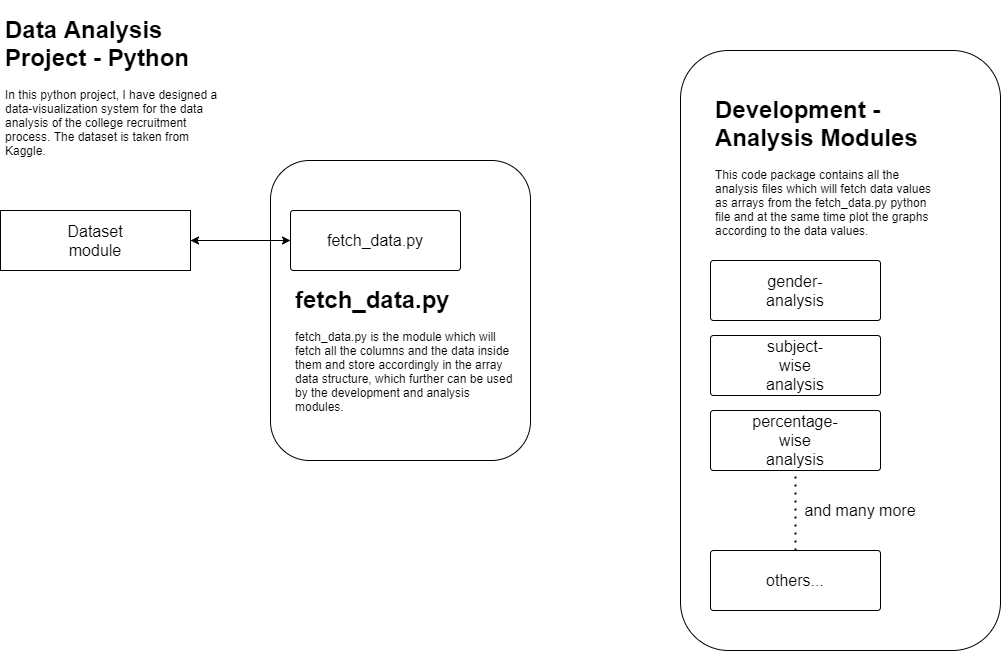 Data Analysis
Project - Python
In this python project, I have designed a
data-visualization system for the data
analysis of the college recruitment
process. The dataset is taken from
Kaggle.
Dataset
module
fetch_data.py
fetch_data.py
fetch_data.py is the module which will
fetch all the columns and the data inside
them and store accordingly in the array
data structure, which further can be used
by the development and analysis
modules.
Development -
Analysis Modules
This code package contains all the
analysis files which will fetch data values
as arrays from the fetch_data.py python
file and at the same time plot the graphs
according to the data values.
gender-
analysis
subject-
wise
analysis
percentage-
wise
analysis
and many more
others...